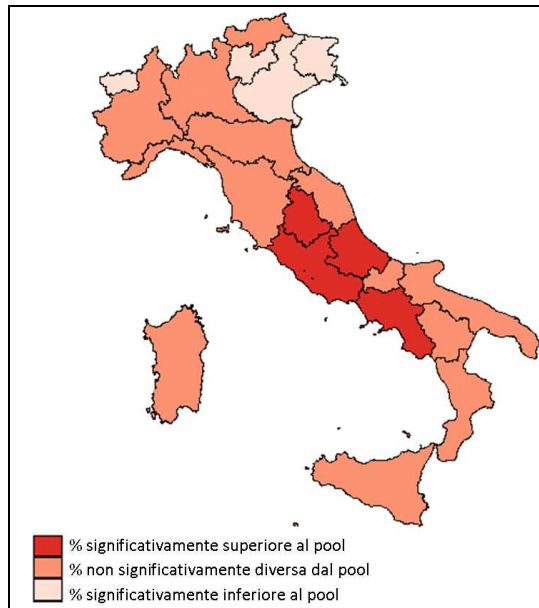 % significativamente superiore al pool
% non significativamente diversa dal pool
% significativamente inferiore al pool